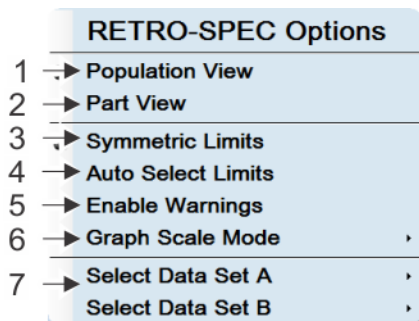 RETRO-SPEC Options
1 Population View
2 Part View
3 Symmetric Limits
4 Auto Select Limits
5 Enable Warnings
6 Graph Scale Mode
7 Select Data Set A
Select Data Set B